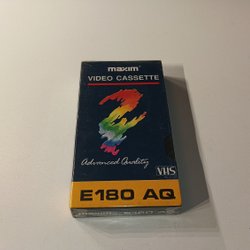 maxim
VIDEO CASSETTE
Advanced Quality
VHS
E180 AQ